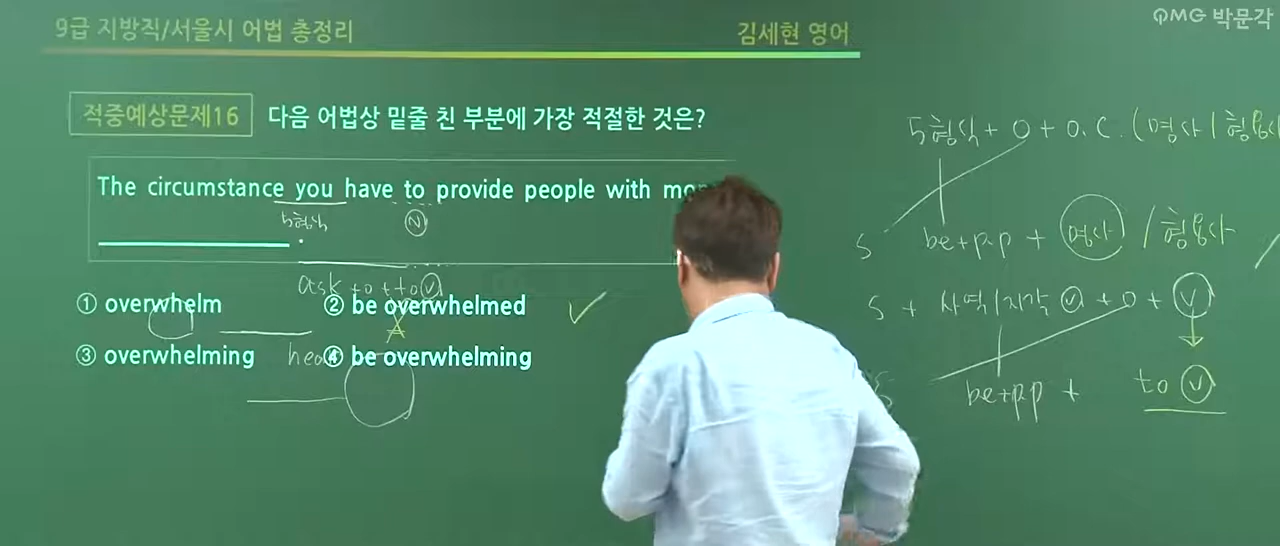 9급 지방직/서울시 어법 총정리
김세현 영어
QMG 박문각
적중예상문제16 다음 어법상 밑줄 친 부분에 가장 적절한 것은?
The circumstance you have to provide people with
5형식 N
ask to
① overwhelm ② be overwhelmed
③ overwhelming ④ be overwhelming
5형식 + O + O.C. (명사 / 형용사
S be+p.p + 명사 / 형용사
S + 사역/지각 v + O + v
be+p.p + to v